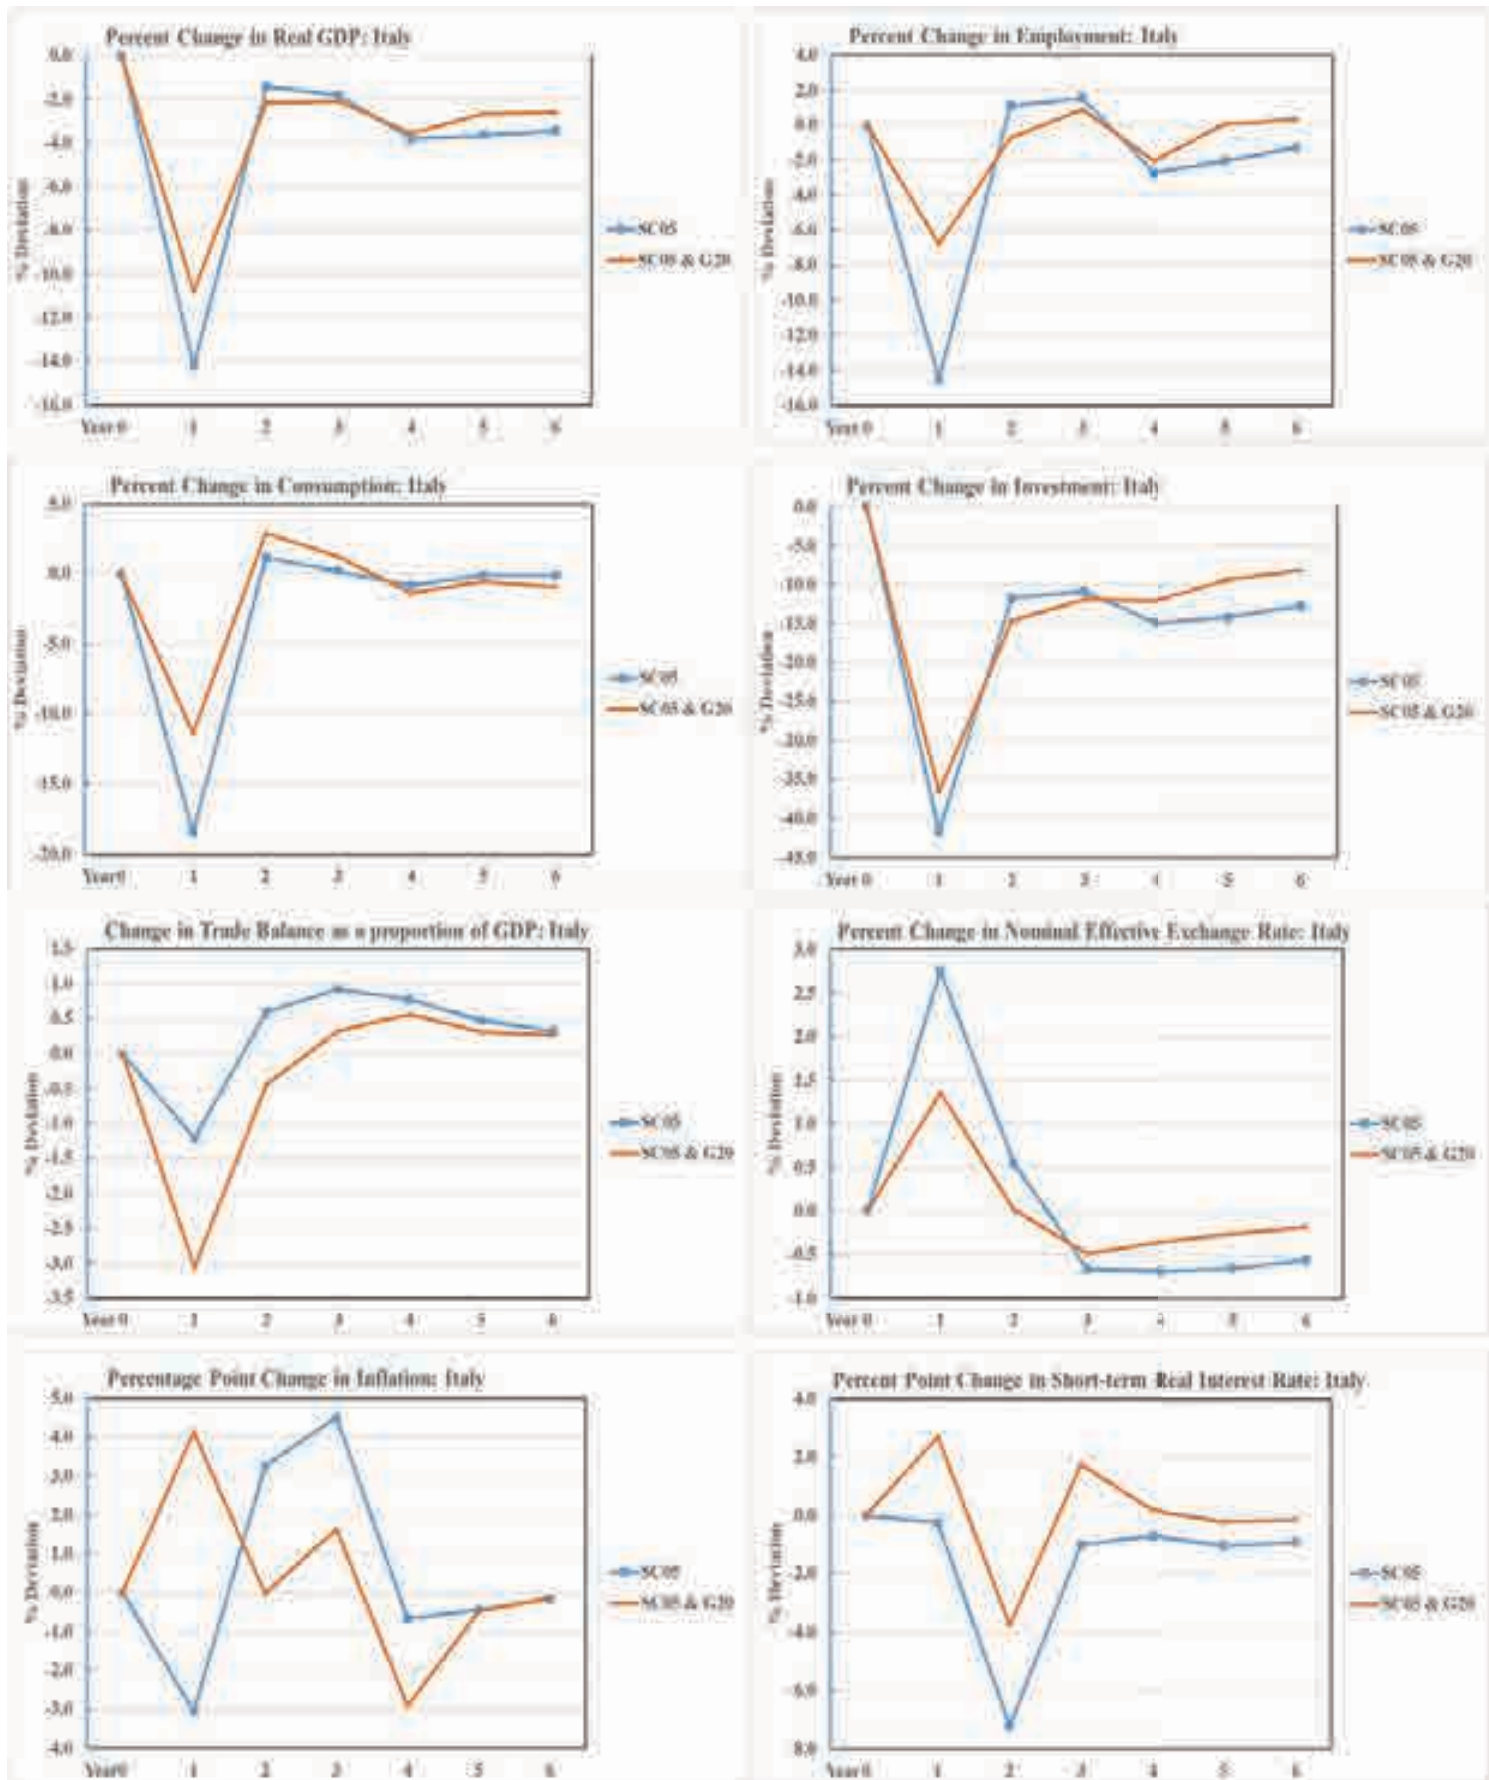 Percent Change in Real GDP: Italy
0.0
-2.0
-4.0
-6.0
-8.0
-10.0
-12.0
-14.0
-16.0
% Deviation
Year 0 1 2 3 4 5 6
SC05
SC05 & G20
Percent Change in Employment: Italy
4.0
2.0
0.0
-2.0
-4.0
-6.0
-8.0
-10.0
-12.0
-14.0
-16.0
% Deviation
Year 0 1 2 3 4 5 6
SC05
SC05 & G20
Percent Change in Consumption: Italy
5.0
0.0
-5.0
-10.0
-15.0
-20.0
% Deviation
Year 0 1 2 3 4 5 6
SC05
SC05 & G20
Percent Change in Investment: Italy
0.0
-5.0
-10.0
-15.0
-20.0
-25.0
-30.0
-35.0
-40.0
-45.0
% Deviation
Year 0 1 2 3 4 5 6
SC05
SC05 & G20
Change in Trade Balance as a proportion of GDP: Italy
1.5
1.0
0.5
0.0
-0.5
-1.0
-1.5
-2.0
-2.5
-3.0
-3.5
% Deviation
Year 0 1 2 3 4 5 6
SC05
SC05 & G20
Percent Change in Nominal Effective Exchange Rate: Italy
3.0
2.5
2.0
1.5
1.0
0.5
0.0
-0.5
-1.0
% Deviation
Year 0 1 2 3 4 5 6
SC05
SC05 & G20
Percentage Point Change in Inflation: Italy
5.0
4.0
3.0
2.0
1.0
0.0
-1.0
-2.0
-3.0
-4.0
% Deviation
Year 0 1 2 3 4 5 6
SC05
SC05 & G20
Percent Point Change in Short-term Real Interest Rate: Italy
4.0
2.0
0.0
-2.0
-4.0
-6.0
-8.0
% Deviation
Year 0 1 2 3 4 5 6
SC05
SC05 & G20